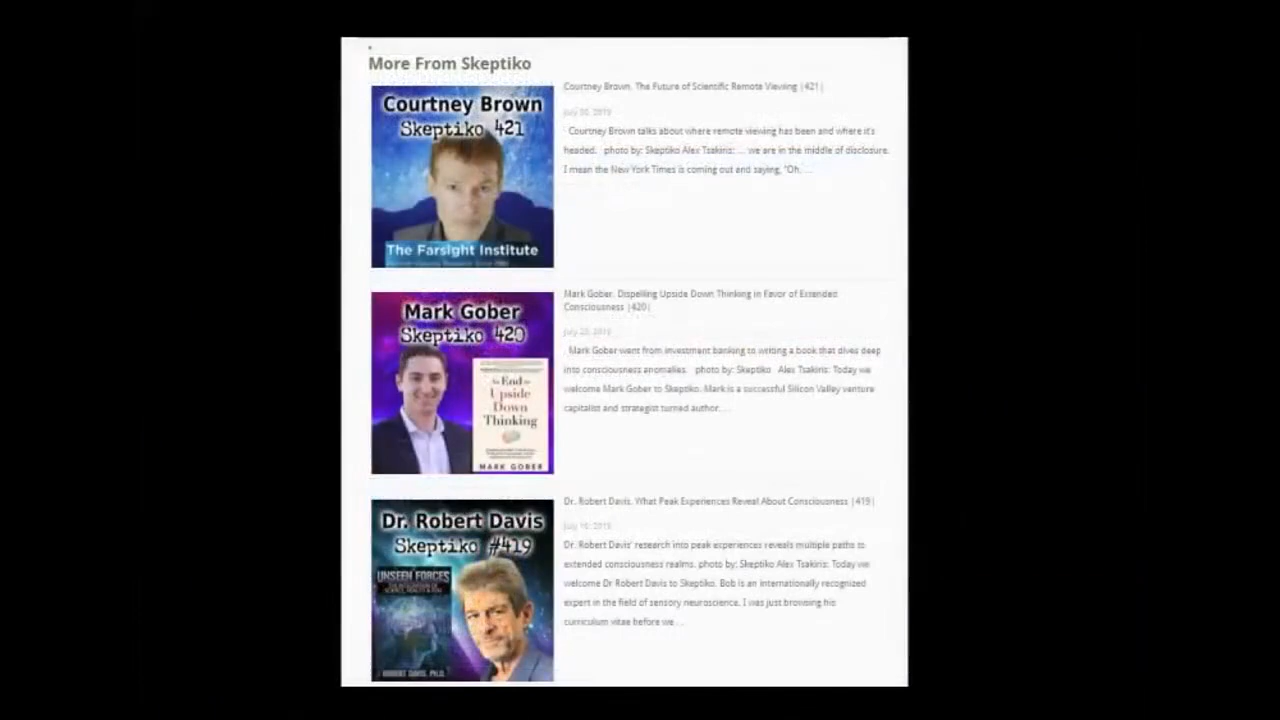 More From Skeptiko
Courtney Brown
Skeptiko 421
The Farsight Institute
Courtney Brown, The Future of Scientific Remote Viewing |421|
Courtney Brown talks about where remote viewing has been and where it's
headed. photo by: Skeptiko Alex Tsakiris: ... we are in the middle of disclosure.
I mean the New York Times is coming out and saying, "Oh, ...
Mark Gober
Skeptiko 420
An End to
Upside
Down
Thinking
MARK GOBER
Mark Gober, Dispelling Upside Down Thinking in Favor of Extended
Consciousness |420|
Mark Gober went from investment banking to writing a book that dives deep
into consciousness anomalies. photo by: Skeptiko Alex Tsakiris: Today we
welcome Mark Gober to Skeptiko. Mark is a successful Silicon Valley venture
capitalist and strategist turned author. ...
Dr. Robert Davis
Skeptiko #419
UNSEEN FORCES
ROBERT DAVIS, PH.D.
Dr. Robert Davis, What Peak Experiences Reveal About Consciousness |419|
July 16, 2019
Dr. Robert Davis' research into peak experiences reveals multiple paths to
extended consciousness realms. photo by: Skeptiko Alex Tsakiris: Today we
welcome Dr Robert Davis to Skeptiko. Bob is an internationally recognized
expert in the field of sensory neuroscience. I was just browsing his
curriculum vitae before we ...